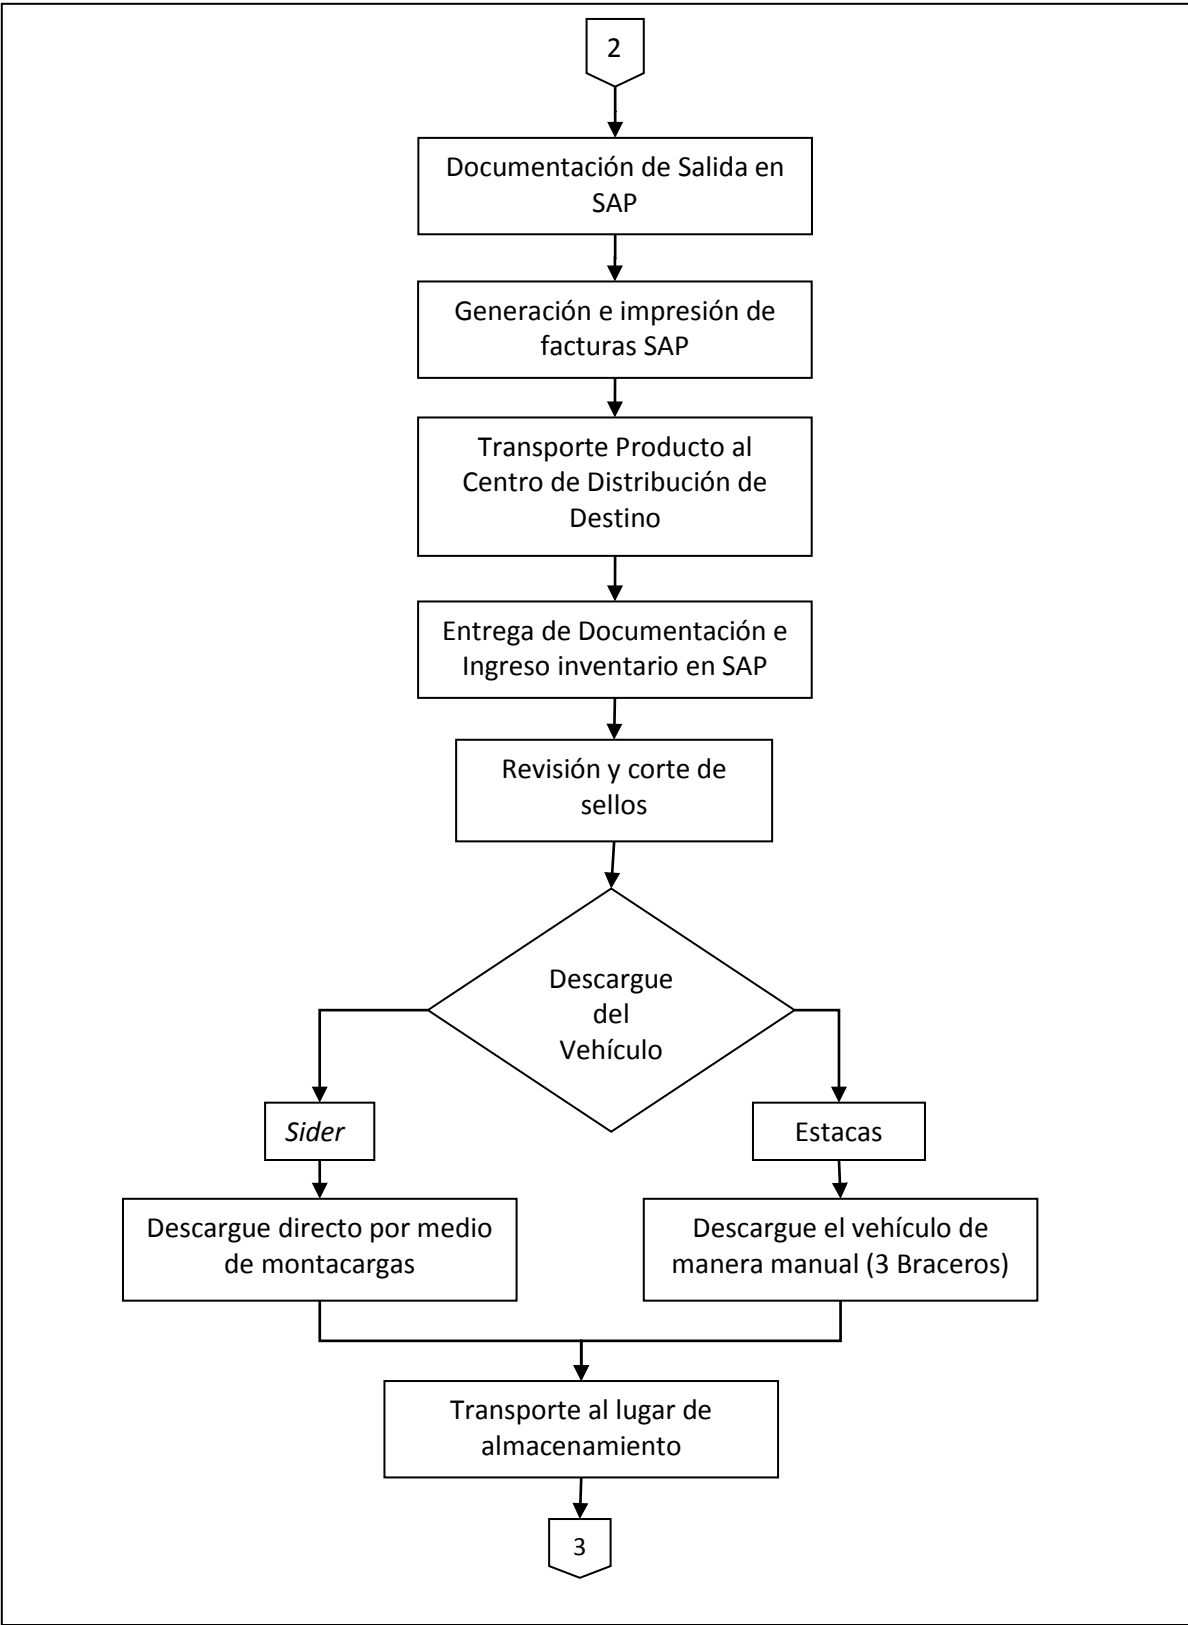 2
Documentación de Salida en
SAP
Generación e impresión de
facturas SAP
Transporte Producto al
Centro de Distribución de
Destino
Entrega de Documentación e
Ingreso inventario en SAP
Revisión y corte de
sellos
Descargue
del
Vehículo
Sider
Estacas
Descargue directo por medio
de montacargas
Descargue el vehículo de
manera manual (3 Braceros)
Transporte al lugar de
almacenamiento
3